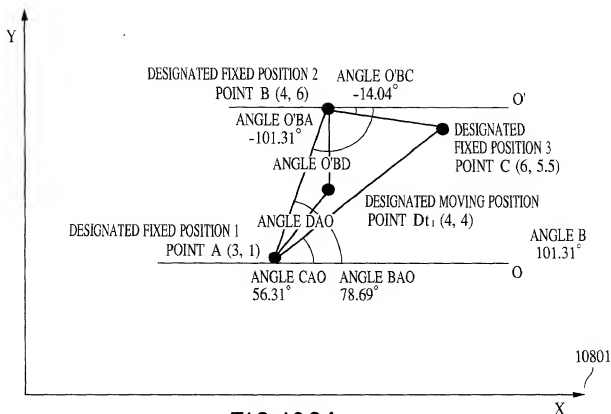 Y
DESIGNATED FIXED POSITION 2
POINT B (4, 6)
ANGLE O'BC
-14.04°
O'
ANGLE O'BA
-101.31°
DESIGNATED
FIXED POSITION 3
POINT C (6, 5.5)
ANGLE O'BD
DESIGNATED MOVING POSITION
POINT Dt₁ (4, 4)
ANGLE DAO
DESIGNATED FIXED POSITION 1
POINT A (3, 1)
ANGLE B
101.31°
O
ANGLE CAO
56.31°
ANGLE BAO
78.69°
10801
X